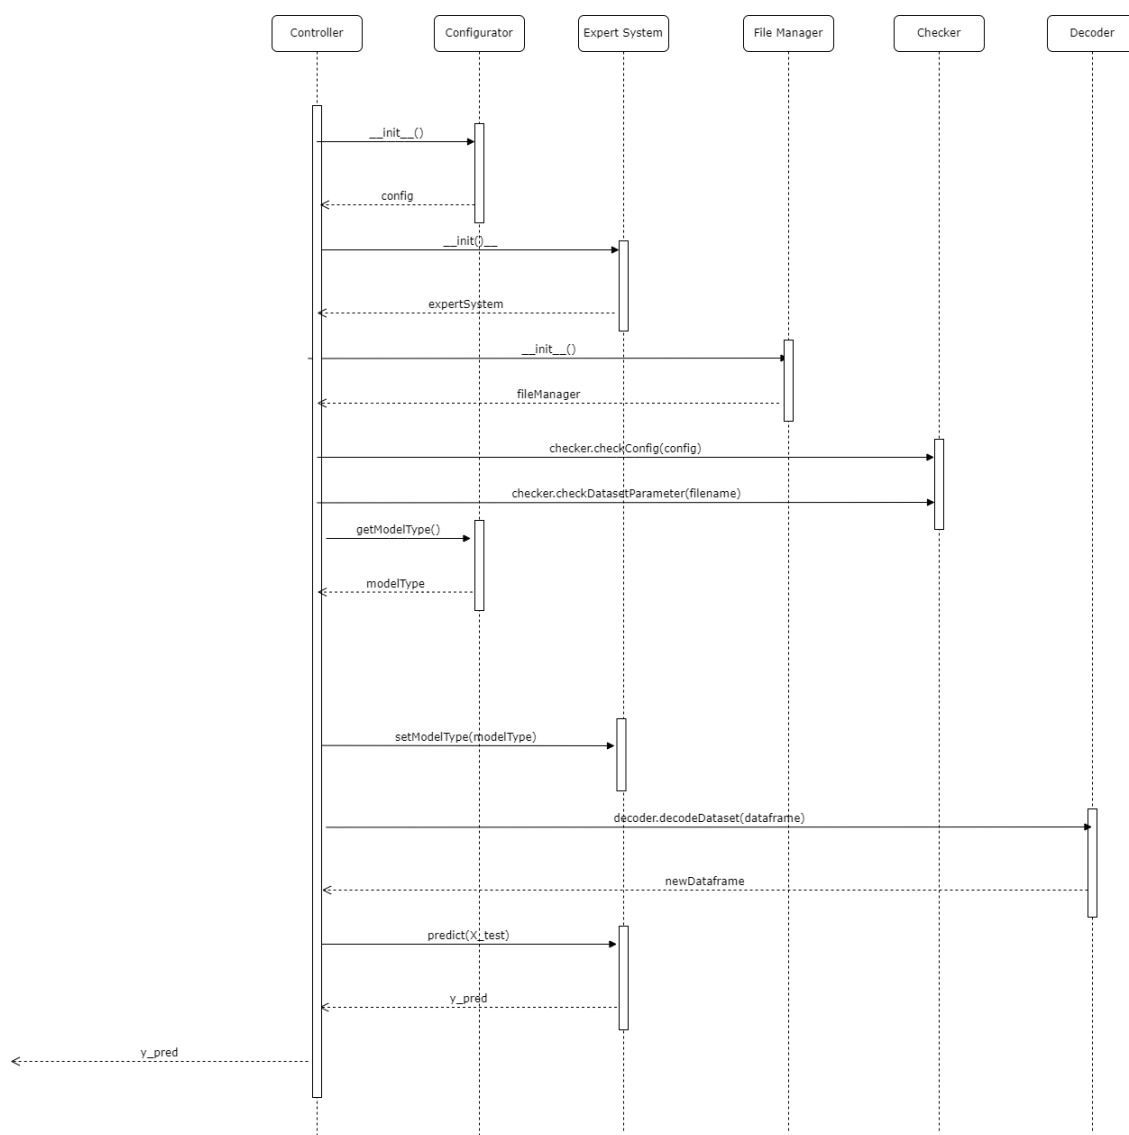 Controller
Configurator
Expert System
File Manager
Checker
Decoder
__init__()
config
__init()__
expertSystem
__init__()
fileManager
checker.checkConfig(config)
checker.checkDatasetParameter(filename)
getModelType()
modelType
setModelType(modelType)
decoder.decodeDataset(dataframe)
newDataframe
predict(X_test)
y_pred
y_pred